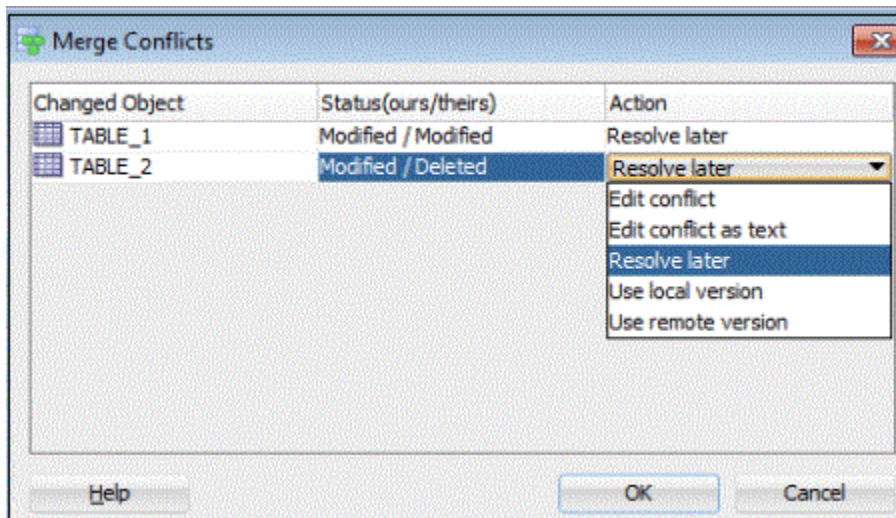 Merge Conflicts
Changed Object Status(ours/theirs) Action
TABLE_1 Modified / Modified Resolve later
TABLE_2 Modified / Deleted Resolve later
Edit conflict
Edit conflict as text
Resolve later
Use local version
Use remote version
Help OK Cancel